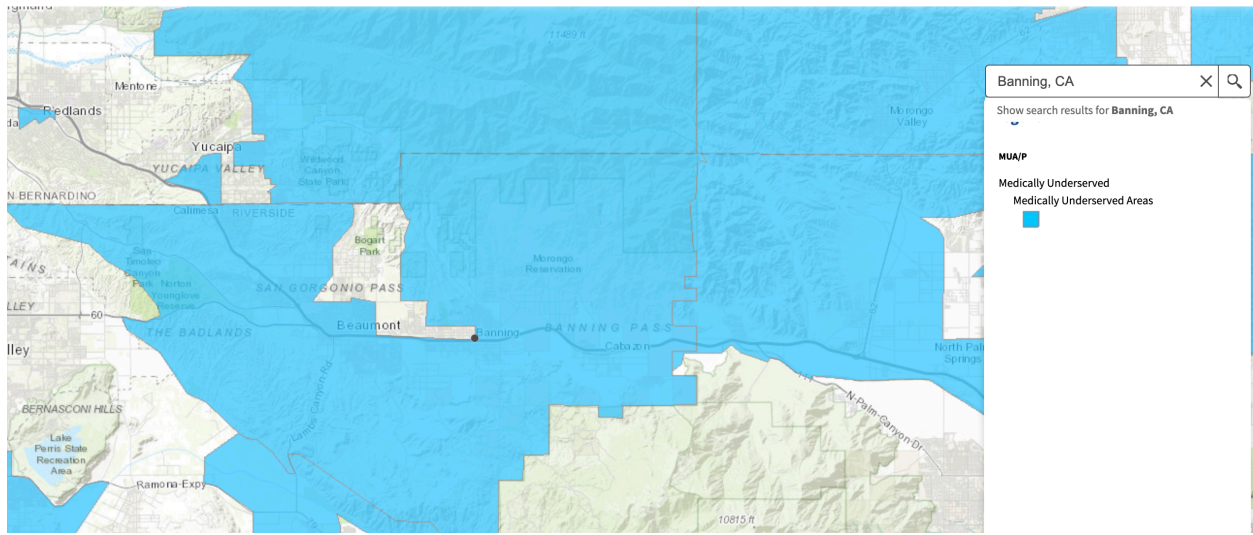 11489 ft
Mentone
Redlands
Morongo
Valley
Yucaipa
YUCAIPA VALLEY
Wildwood
Canyon
State Park
N BERNARDINO
Calimesa
RIVERSIDE
Bogart
Park
San
Timoteo
Canyon
Park
Norton
Younglove
Reserve
Morongo
Reservation
SAN GORGONIO PASS
60
THE BADLANDS
Beaumont
Banning
BANNING PASS
Cabazon
62
North Palm
Springs
111
N-Palm-Canyon-Dr
Lambs Canyon-Rd
BERNASCONI HILLS
Lake
Perris State
Recreation
Area
Ramona-Expy
10815 ft
Banning, CA
Show search results for Banning, CA
MUA/P
Medically Underserved
Medically Underserved Areas